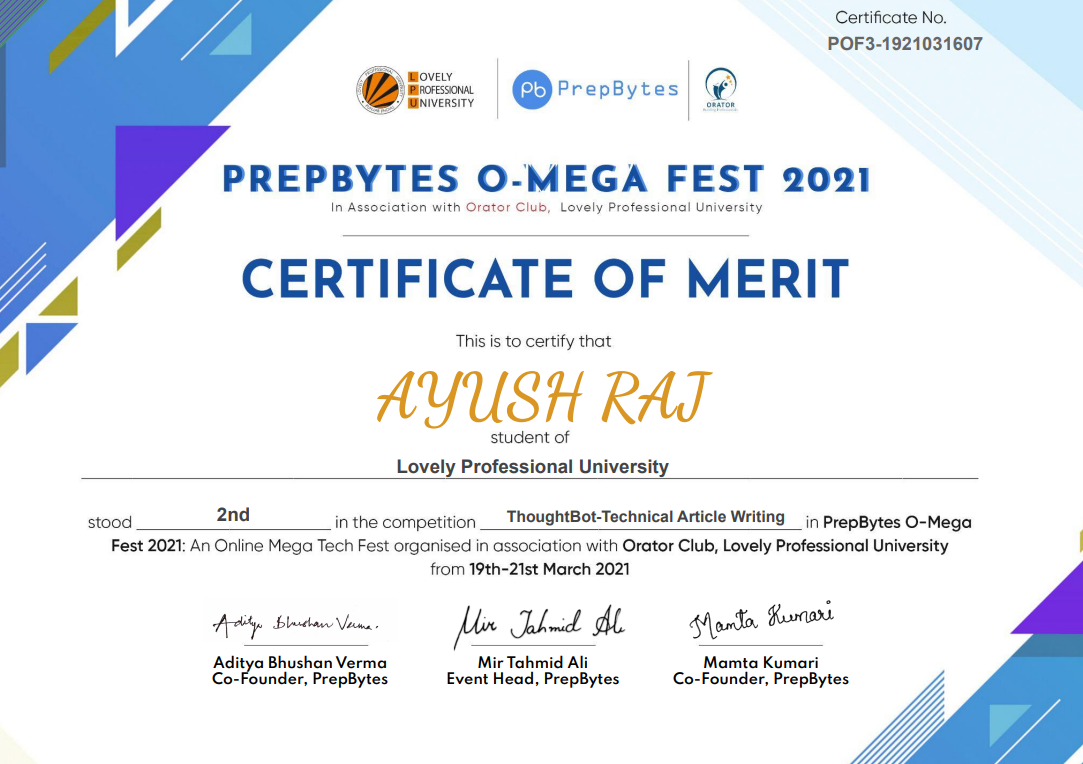 Certificate No.
POF3-1921031607
LOVELY
PROFESSIONAL
UNIVERSITY
Pb PrepBytes
ORATOR
PREPBYTES O-MEGA FEST 2021
In Association with Orator Club, Lovely Professional University
CERTIFICATE OF MERIT
This is to certify that
AYUSH RAJ
student of
Lovely Professional University
stood 2nd in the competition ThoughtBot-Technical Article Writing in PrepBytes O-Mega
Fest 2021: An Online Mega Tech Fest organised in association with Orator Club, Lovely Professional University
from 19th-21st March 2021
Aditya Bhushan Verma. Mir Tahmid Ali Mamta Kumari
Aditya Bhushan Verma Mir Tahmid Ali Mamta Kumari
Co-Founder, PrepBytes Event Head, PrepBytes Co-Founder, PrepBytes